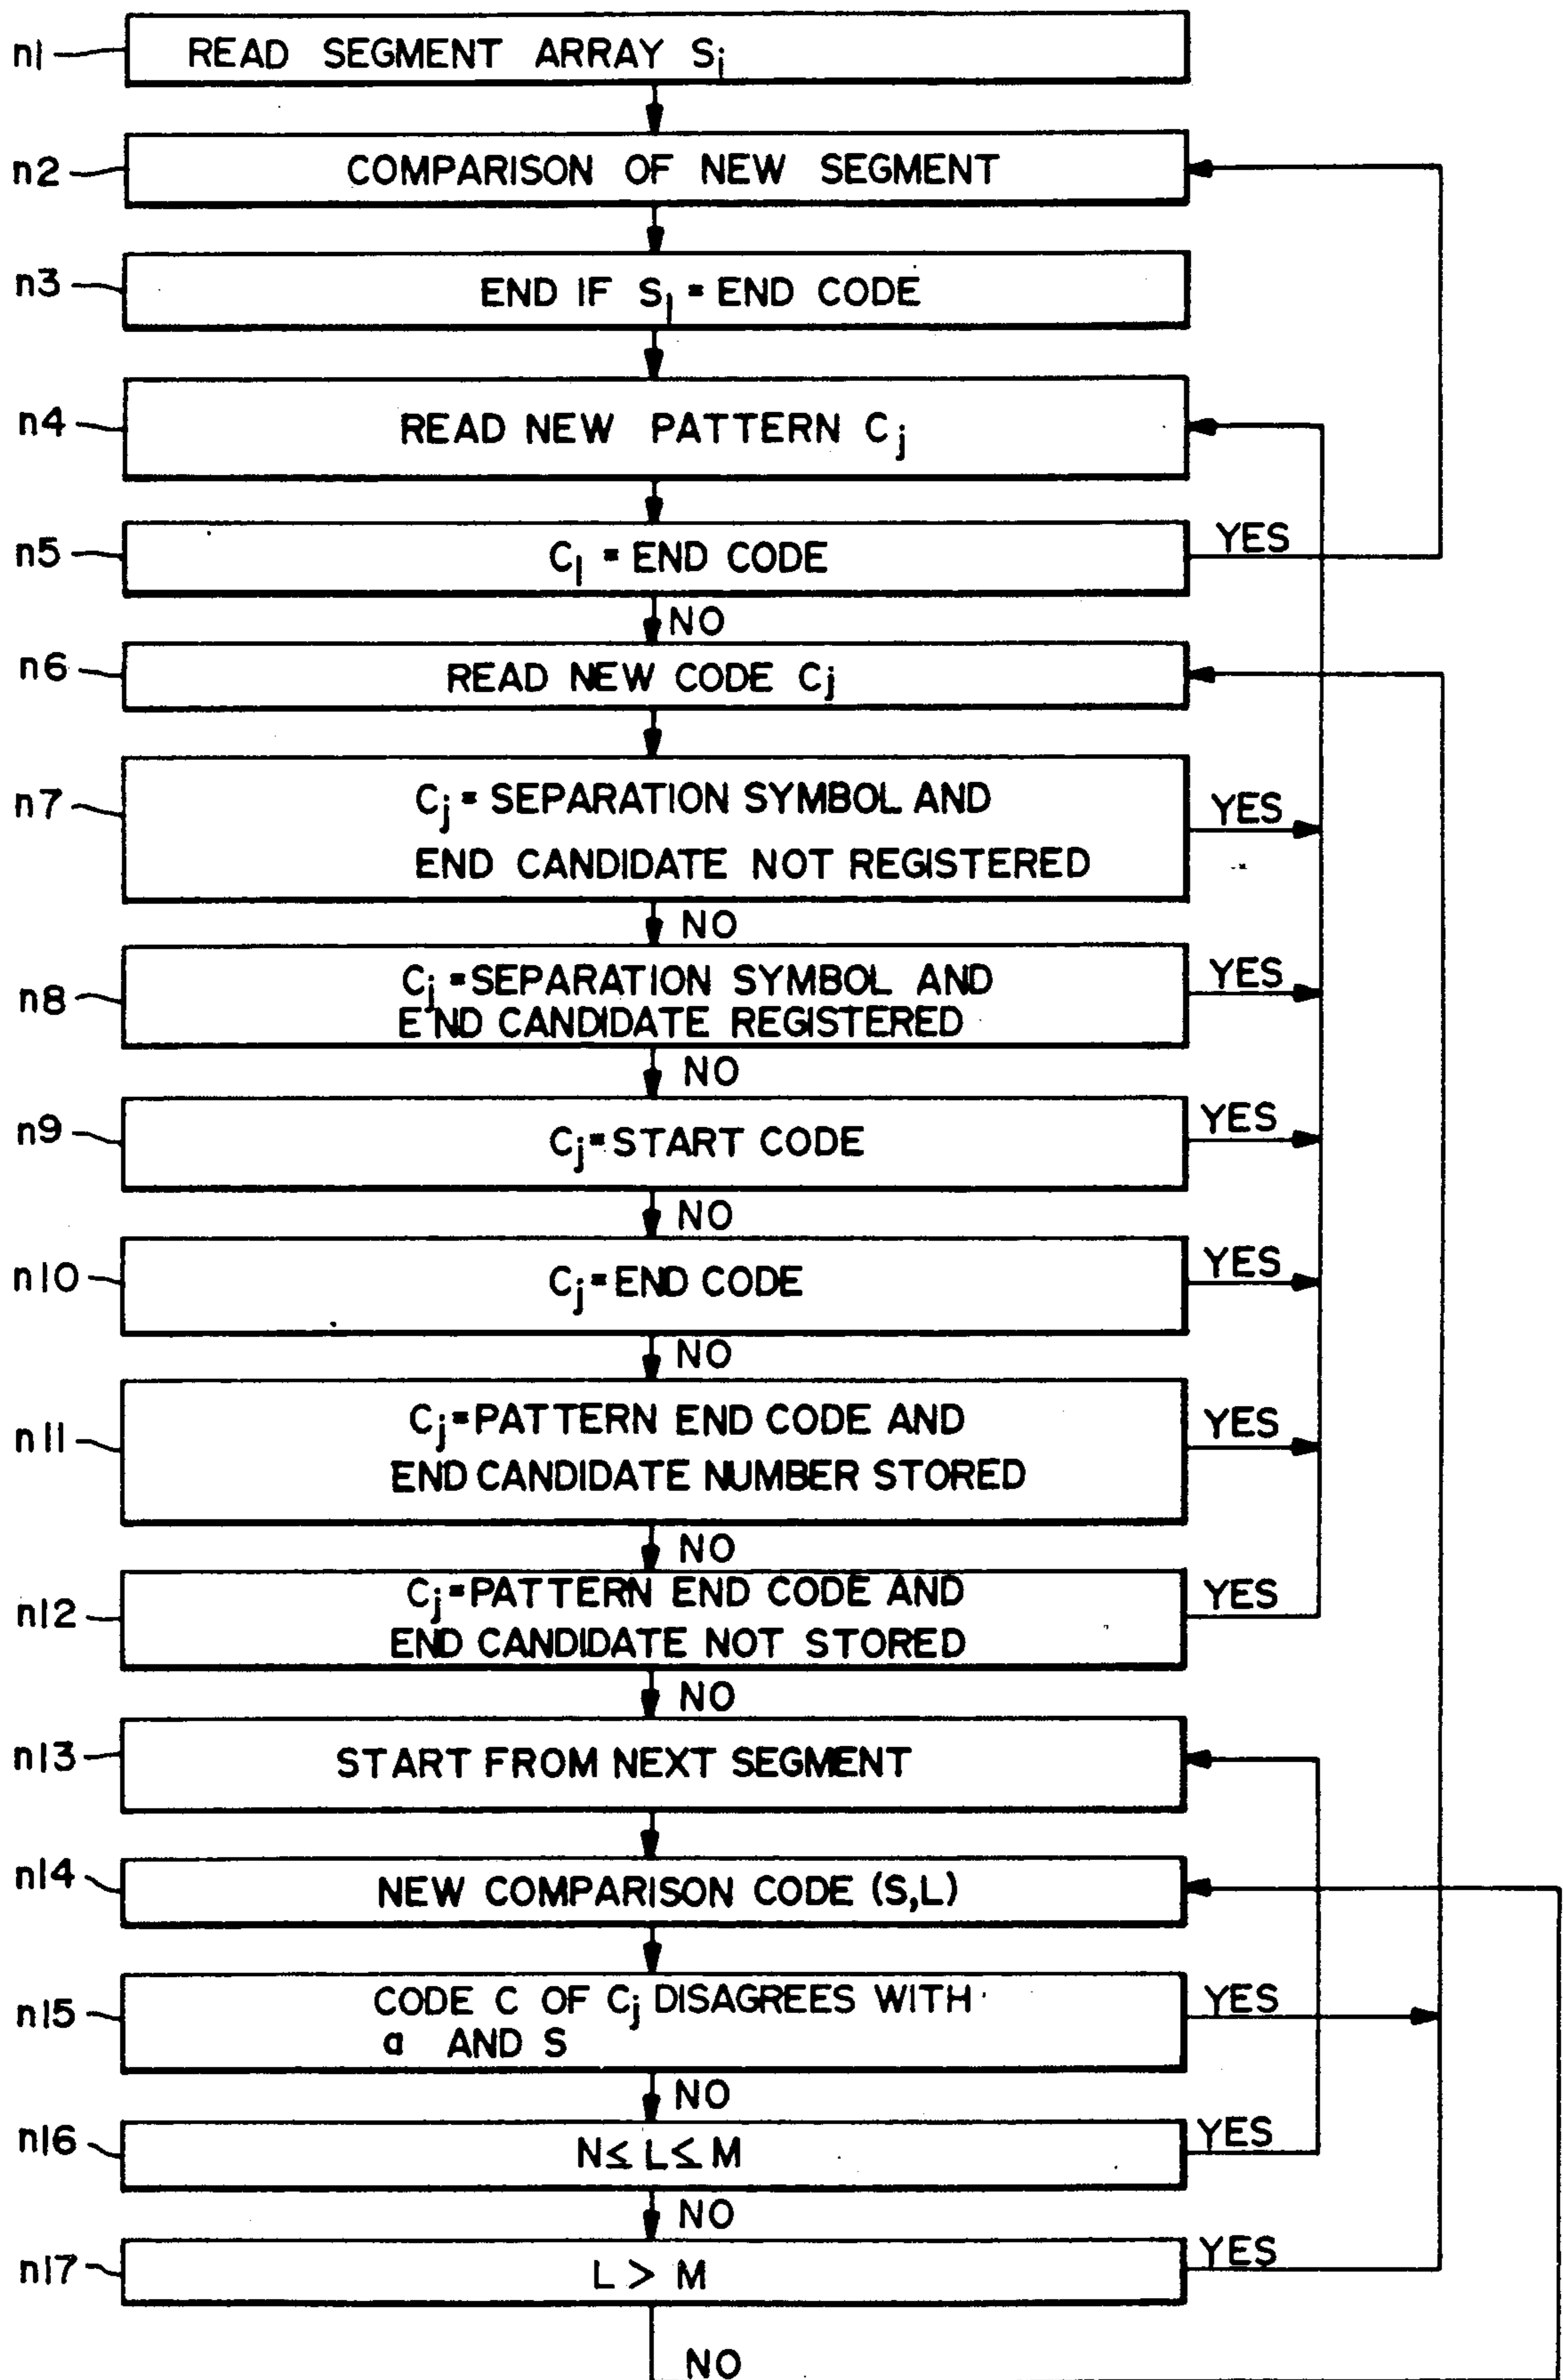 n1 READ SEGMENT ARRAY Si
n2 COMPARISON OF NEW SEGMENT
n3 END IF S1 = END CODE
n4 READ NEW PATTERN Cj
n5 C1 = END CODE YES
NO
n6 READ NEW CODE Cj
n7 Cj = SEPARATION SYMBOL AND YES
END CANDIDATE NOT REGISTERED
NO
n8 Cj = SEPARATION SYMBOL AND YES
END CANDIDATE REGISTERED
NO
n9 Cj = START CODE YES
NO
n10 Cj = END CODE YES
NO
n11 Cj = PATTERN END CODE AND YES
END CANDIDATE NUMBER STORED
NO
n12 Cj = PATTERN END CODE AND YES
END CANDIDATE NOT STORED
NO
n13 START FROM NEXT SEGMENT
n14 NEW COMPARISON CODE (S,L)
n15 CODE C OF Cj DISAGREES WITH YES
a AND S
NO
n16 N ≤ L ≤ M YES
NO
n17 L > M YES
NO